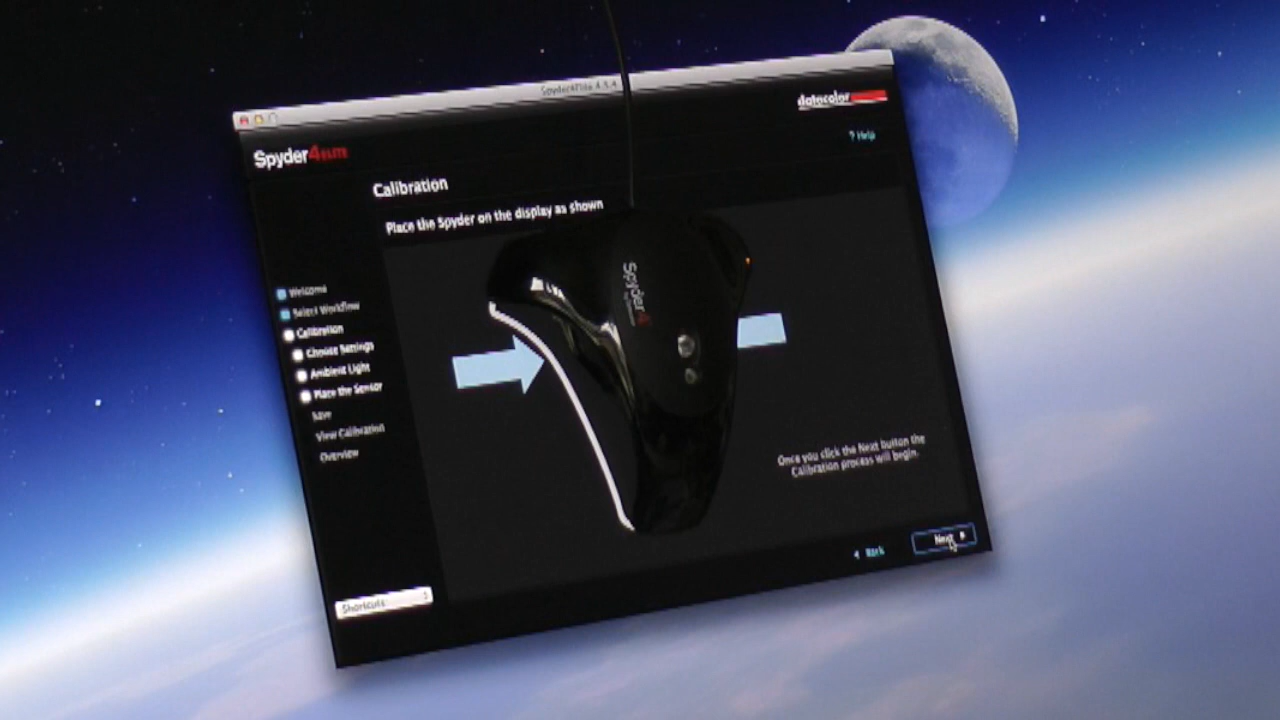 Spyder4Elite 4.5.4
datacolor
Spyder4ELITE
? Help
Calibration
Place the Spyder on the display as shown
Spyder4
Welcome
Select Workflow
Calibration
Choose Settings
Ambient Light
Place the Sensor
Save
View Calibration
Overview
Once you click the Next button the
Calibration process will begin.
Back
Next
Shortcuts